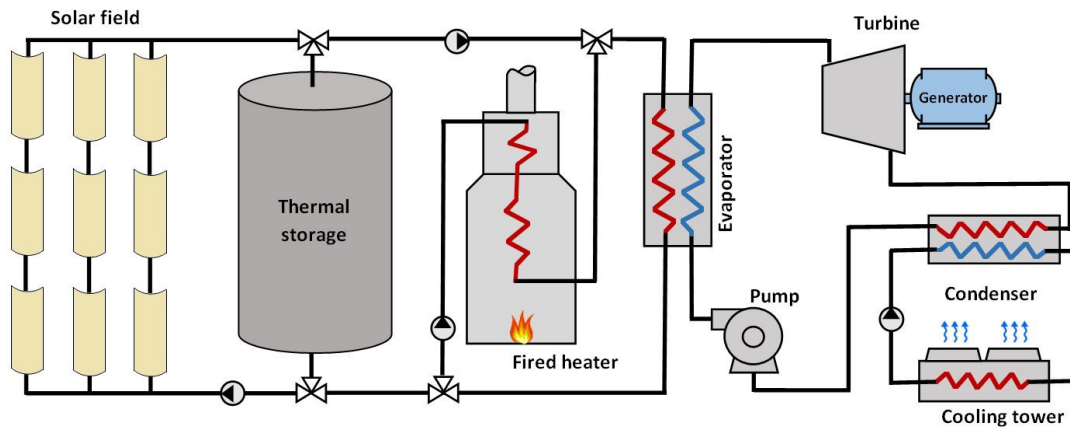 Solar field
Turbine
Generator
Thermal
storage
Evaporator
Pump
Condenser
Fired heater
Cooling tower